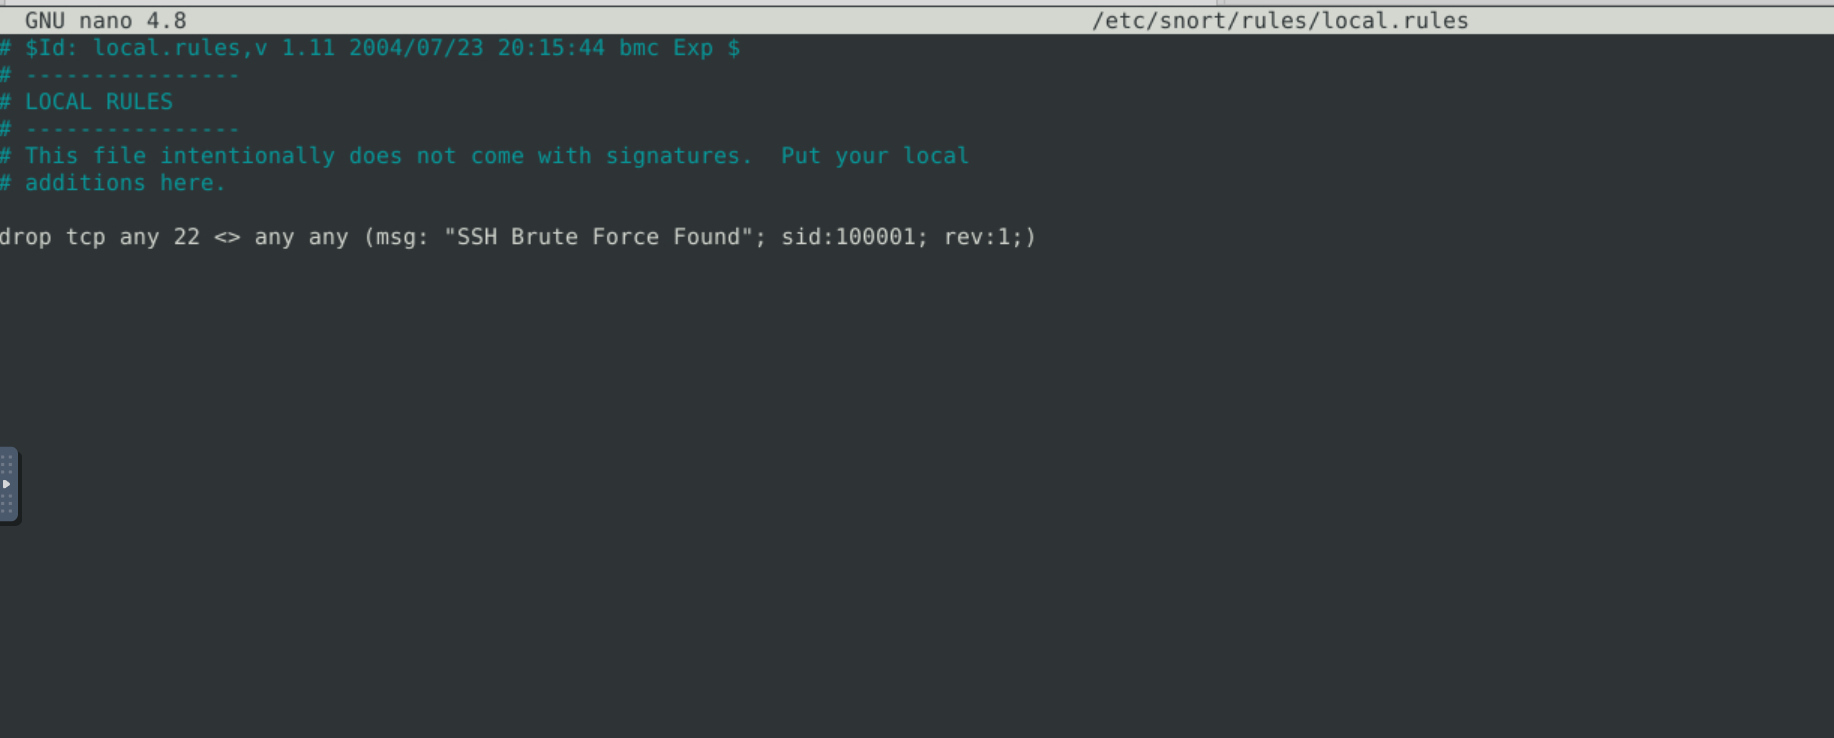 GNU nano 4.8 /etc/snort/rules/local.rules
# $Id: local.rules,v 1.11 2004/07/23 20:15:44 bmc Exp $
# ----------------
# LOCAL RULES
# ----------------
# This file intentionally does not come with signatures.  Put your local
# additions here.
drop tcp any 22 <> any any (msg: "SSH Brute Force Found"; sid:100001; rev:1;)